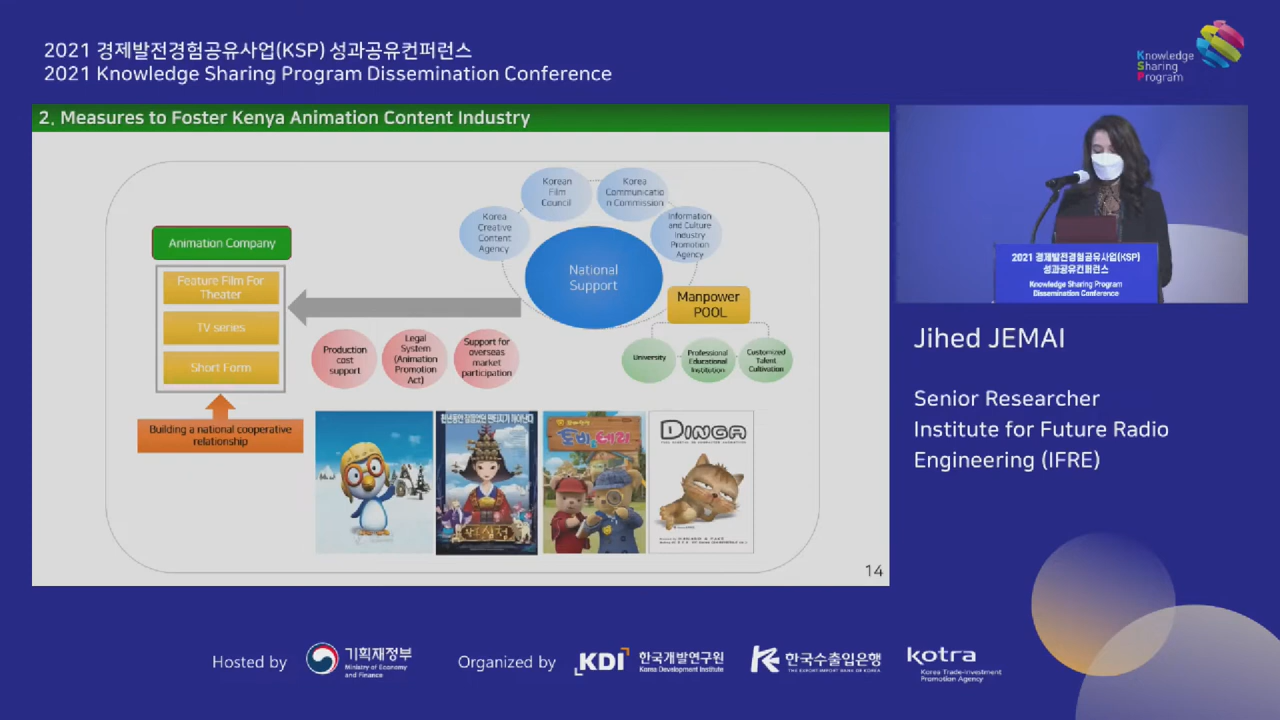 2021 경제발전경험공유사업(KSP) 성과공유컨퍼런스
2021 Knowledge Sharing Program Dissemination Conference
Knowledge
Sharing
Program
2. Measures to Foster Kenya Animation Content Industry
Korean
Film
Council
Korea
Communicatio
n Commission
Korea
Creative
Content
Agency
Information
and Culture
Industry
Promotion
Agency
National
Support
Animation Company
Feature Film For
Theater
TV series
Short Form
Building a national cooperative
relationship
Production
cost
support
Legal
System
(Animation
Promotion
Act)
Support for
overseas
market
participation
Manpower
POOL
University
Professional
Educational
Institution
Customized
Talent
Cultivation
DINGA
14
2021 경제발전경험공유사업(KSP)
성과공유컨퍼런스
Knowledge Sharing Program
Dissemination Conference
Jihed JEMAI
Senior Researcher
Institute for Future Radio
Engineering (IFRE)
Hosted by
기획재정부
Ministry of Economy
and Finance
Organized by
KDI
한국개발연구원
Korea Development Institute
한국수출입은행
THE EXPORT-IMPORT BANK OF KOREA
kotra
Korea Trade-Investment
Promotion Agency